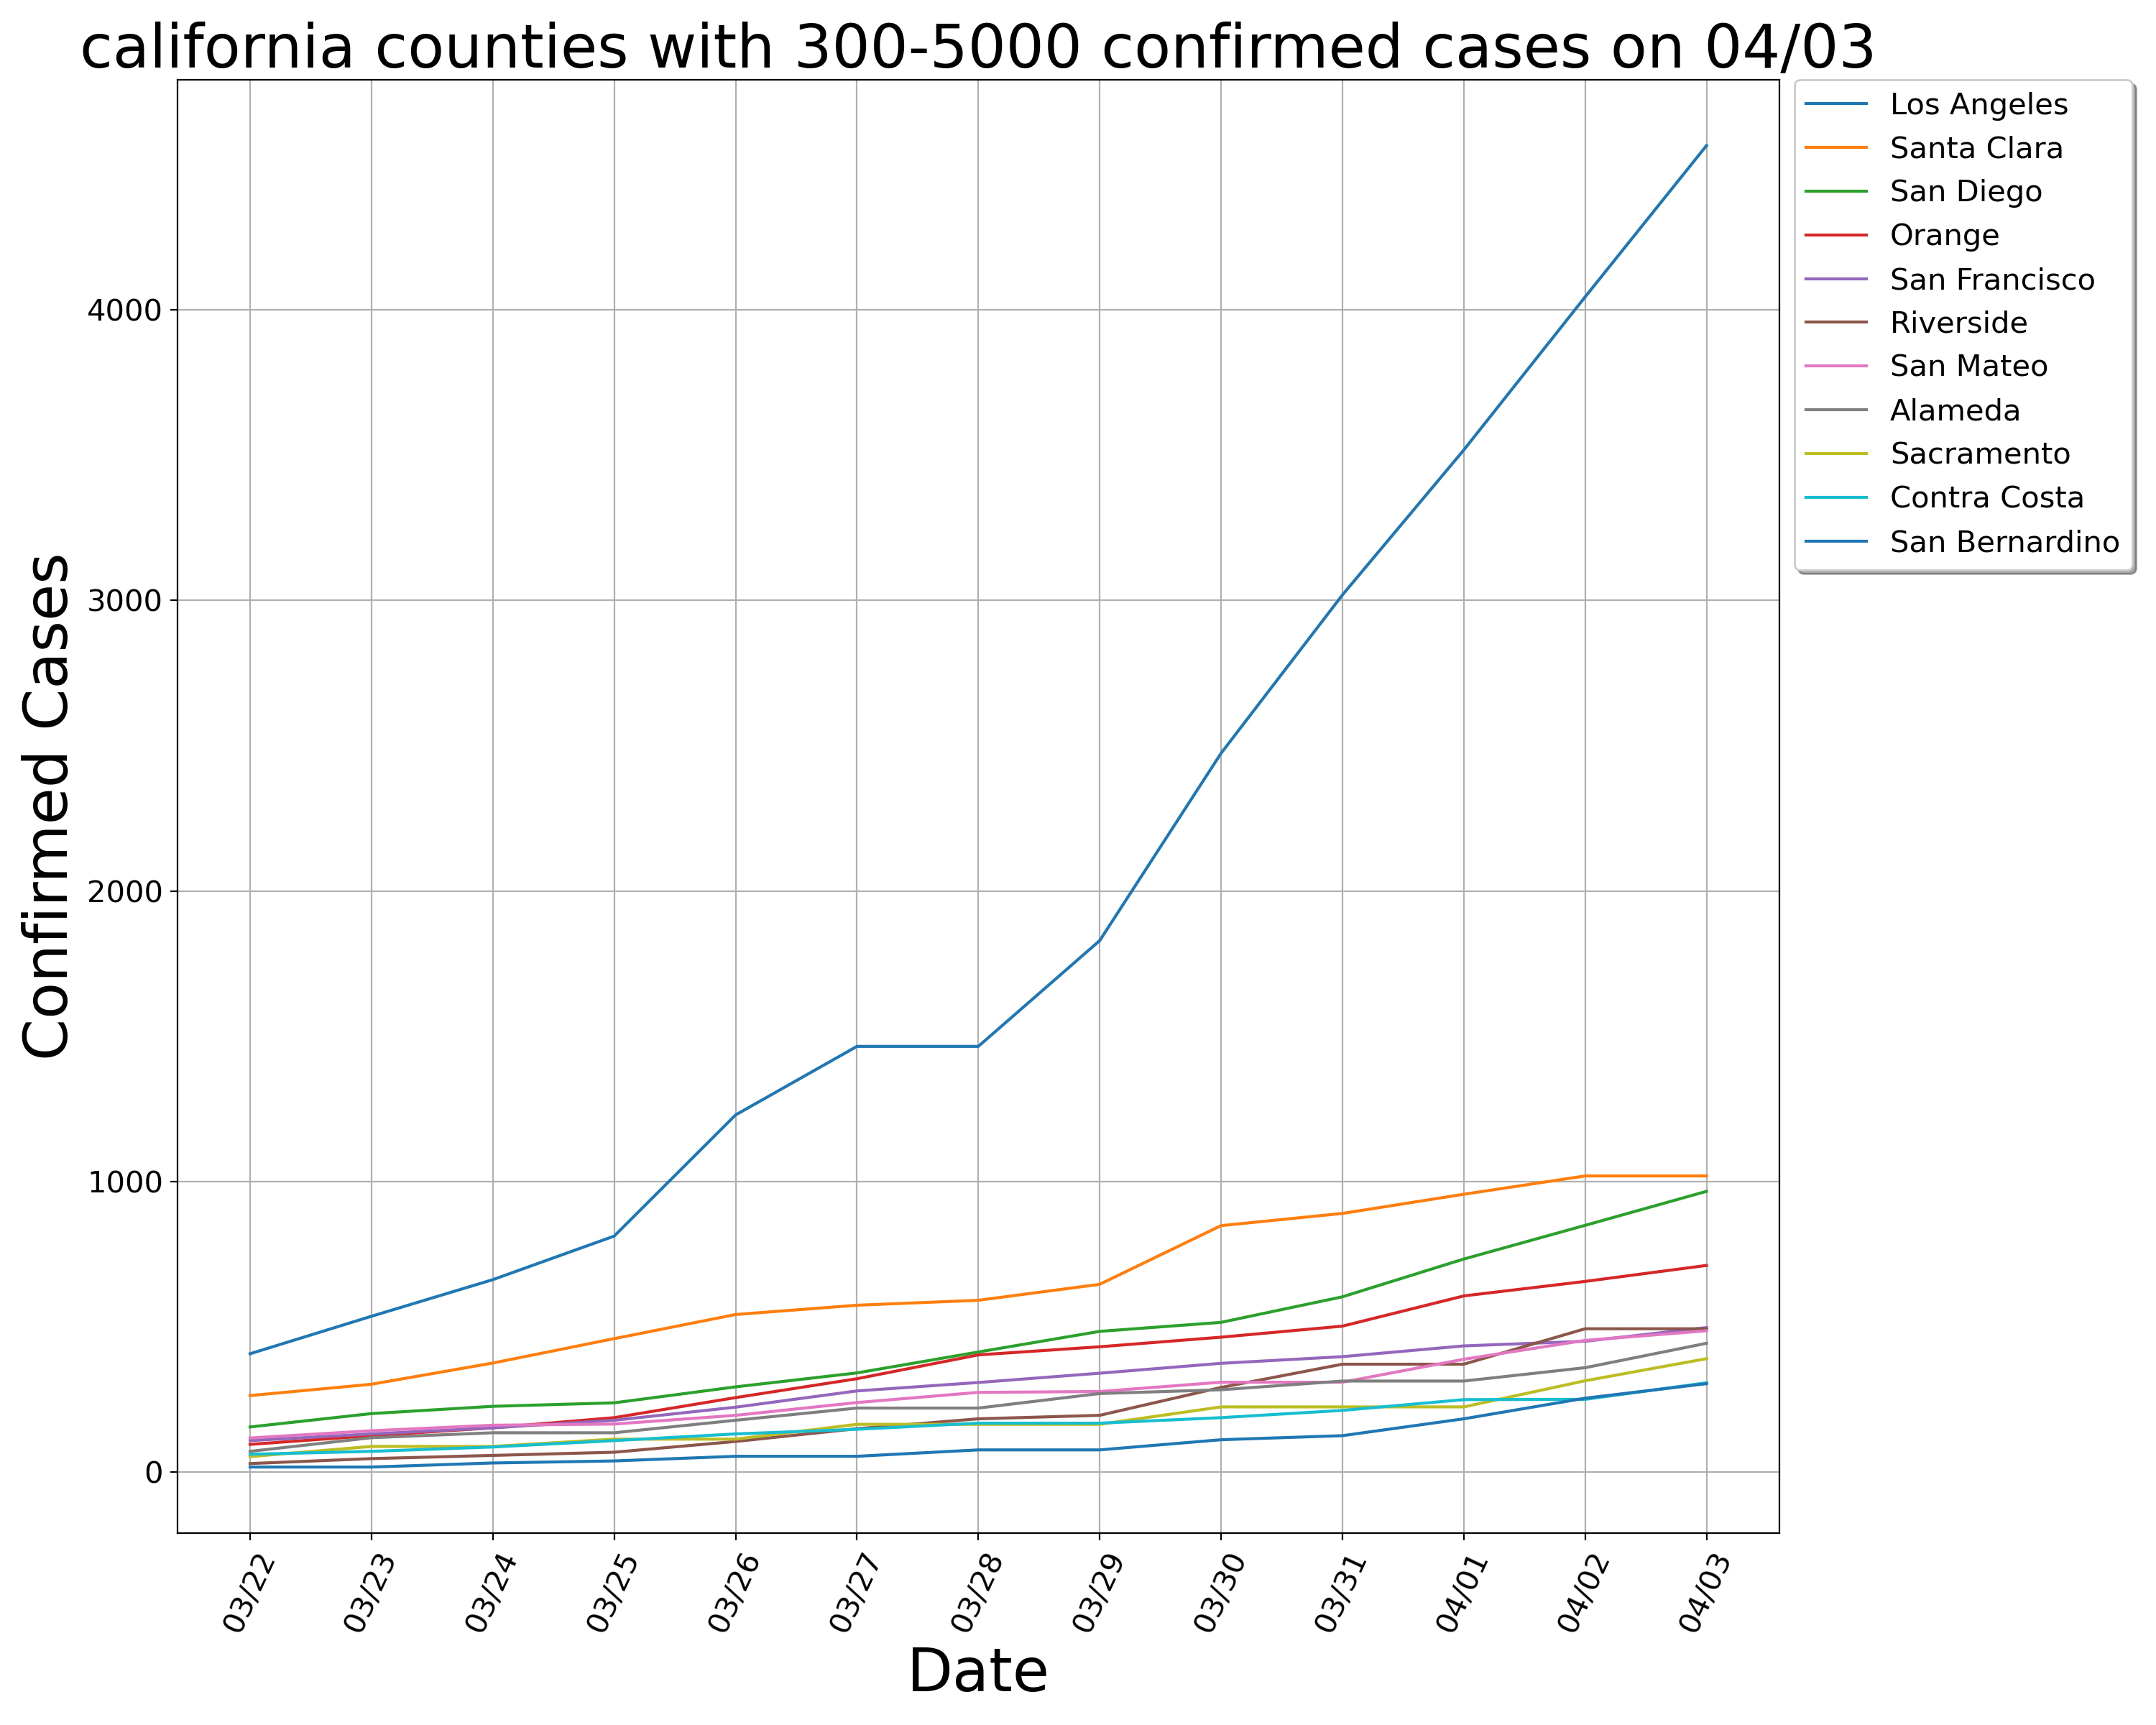 california counties with 300-5000 confirmed cases on 04/03
Los Angeles
Santa Clara
San Diego
Orange
San Francisco
Riverside
San Mateo
Alameda
Sacramento
Contra Costa
San Bernardino
Confirmed Cases
4000
3000
2000
1000
0
03/22
03/23
03/24
03/25
03/26
03/27
03/28
03/29
03/30
03/31
04/01
04/02
04/03
Date